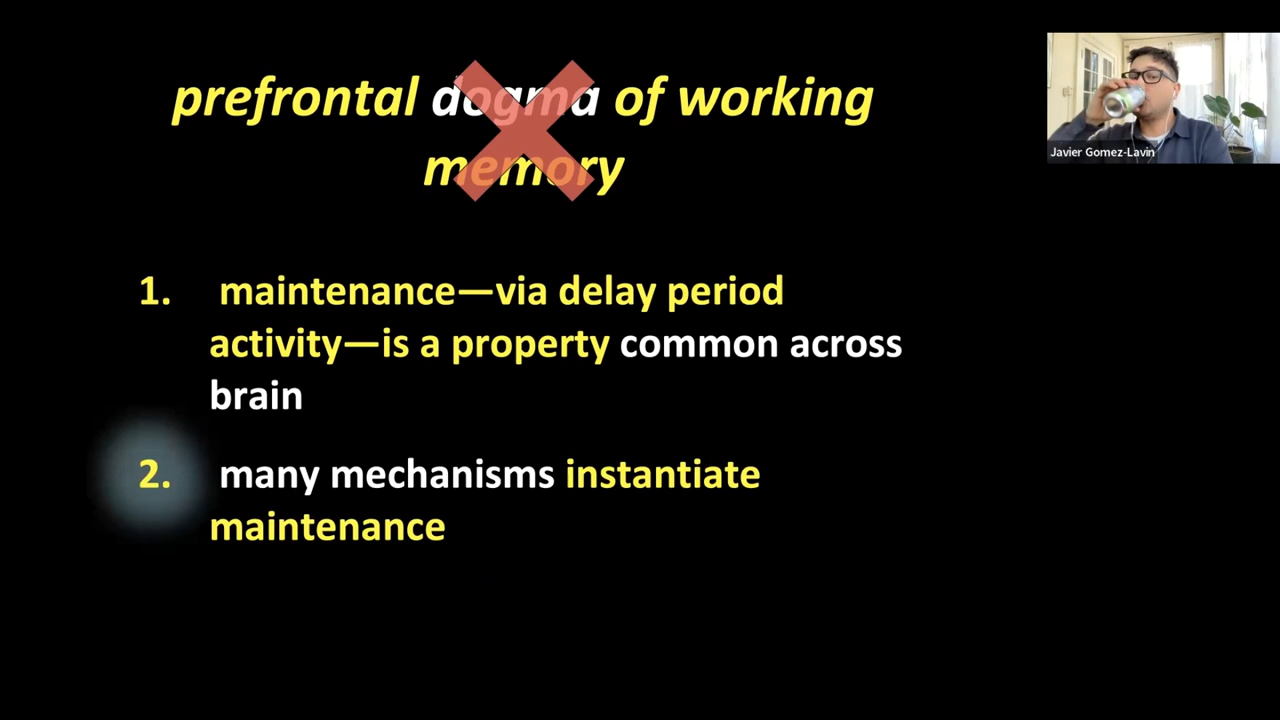 prefrontal dogma of working
memory
1. maintenance—via delay period
activity—is a property common across
brain
2. many mechanisms instantiate
maintenance
Javier Gomez-Lavin